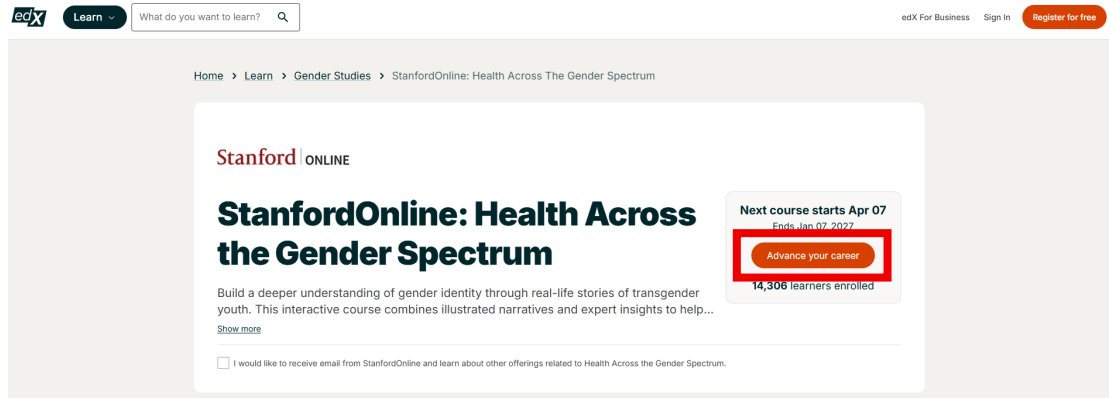 edX Learn What do you want to learn? edX For Business Sign In Register for free
Home > Learn > Gender Studies > StanfordOnline: Health Across The Gender Spectrum
Stanford | ONLINE
StanfordOnline: Health Across
the Gender Spectrum
Build a deeper understanding of gender identity through real-life stories of transgender
youth. This interactive course combines illustrated narratives and expert insights to help...
Show more
I would like to receive email from StanfordOnline and learn about other offerings related to Health Across the Gender Spectrum.
Next course starts Apr 07
Ends Jan 07, 2027
Advance your career
14,306 learners enrolled